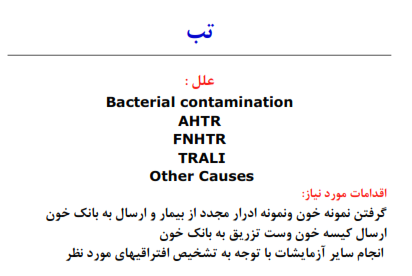 تب
علل :
Bacterial contamination
AHTR
FNHTR
TRALI
Other Causes
اقدامات مورد نیاز:
گرفتن نمونه خون ونمونه ادرار مجدد از بیمار و ارسال به بانک خون
ارسال کیسه خون وست تزریق به بانک خون
انجام سایر آزمایشات با توجه به تشخیص افتراقیهای مورد نظر